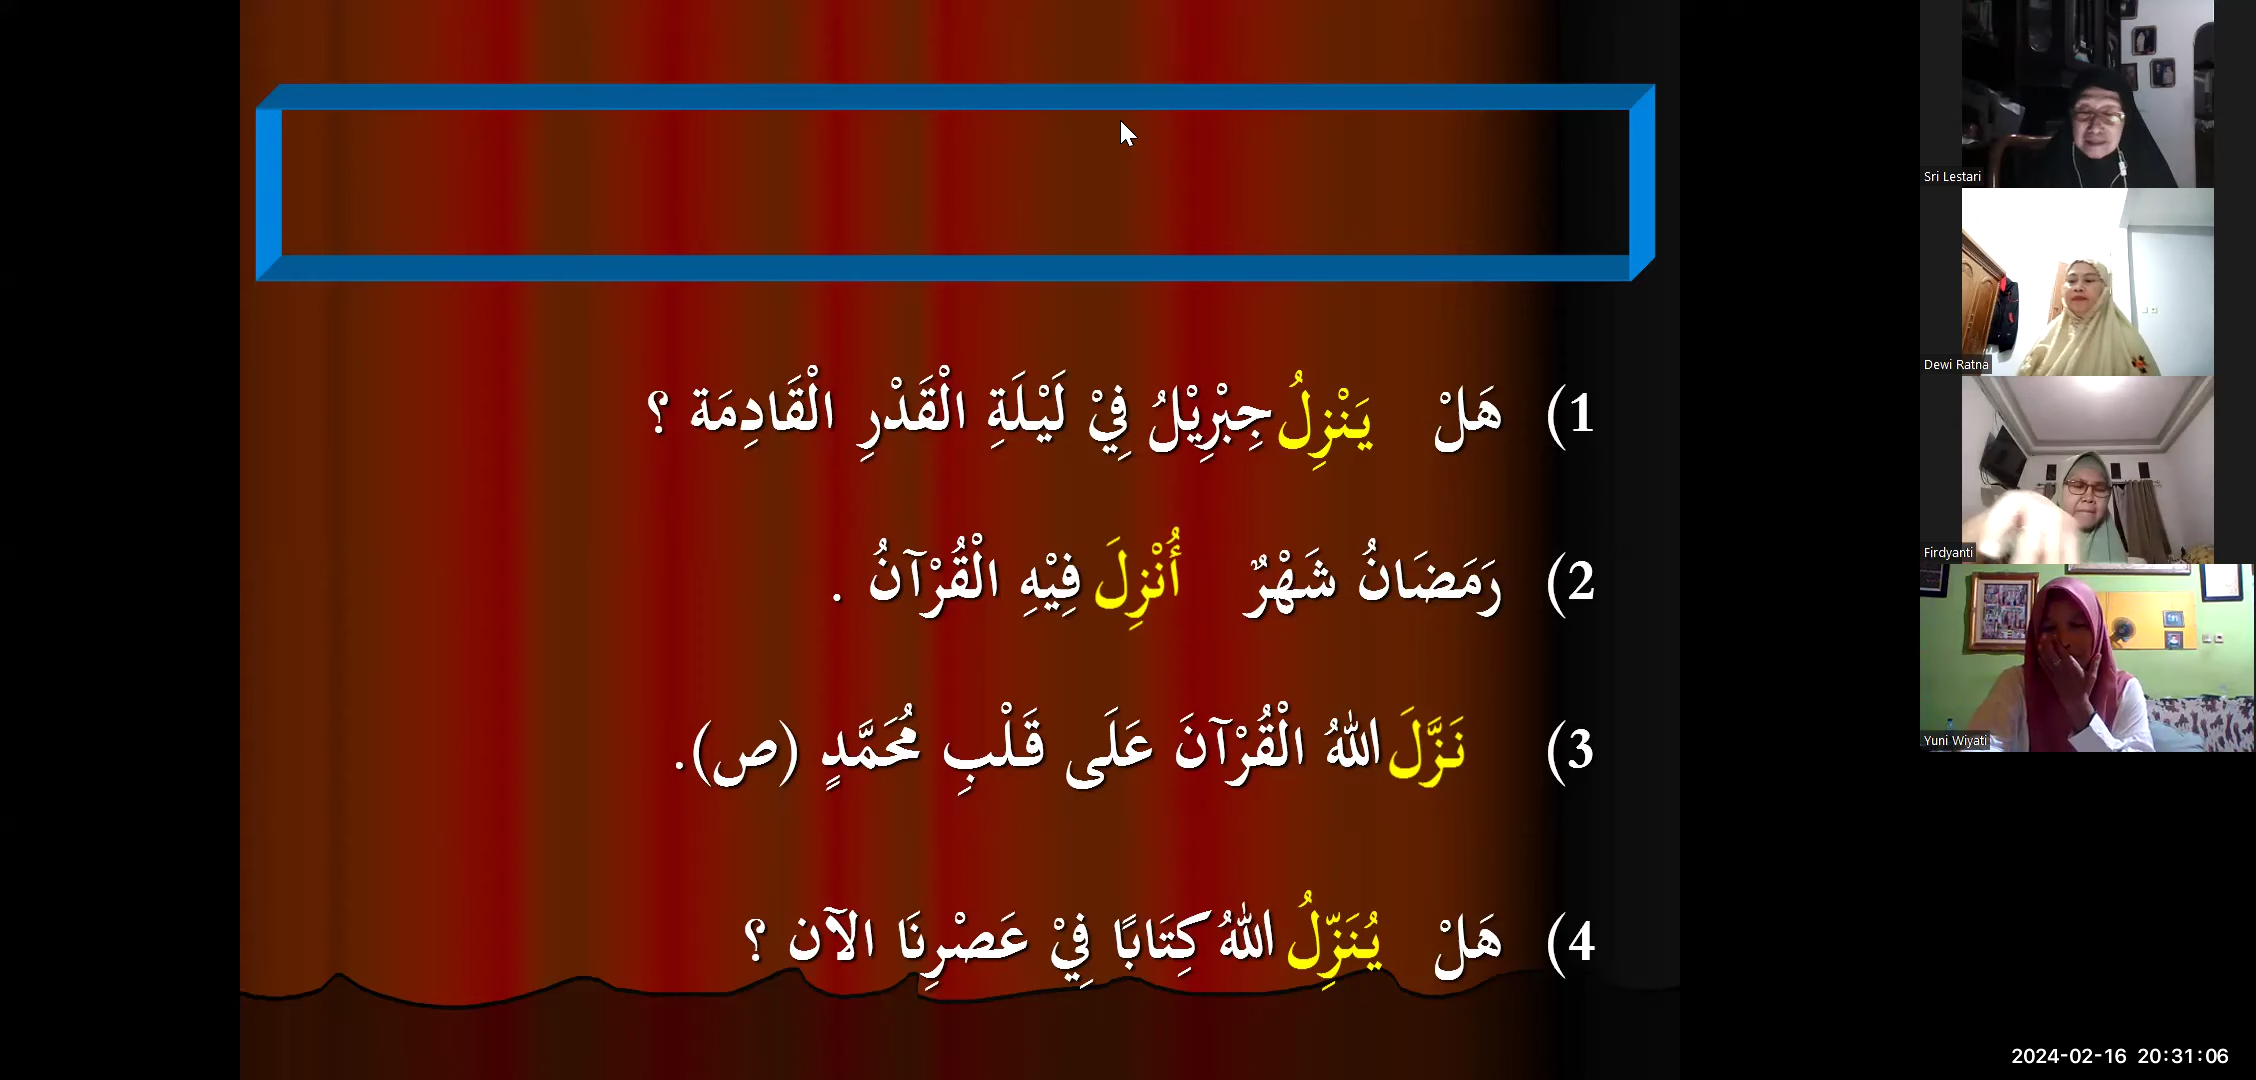 1) هَلْ يَنْزِلُ جِبْرِيْلُ فِيْ لَيْلَةِ الْقَدْرِ الْقَادِمَة ؟
2) رَمَضَانُ شَهْرٌ أُنْزِلَ فِيْهِ الْقُرْآنُ .
3) نَزَّلَ اللهُ الْقُرْآنَ عَلَى قَلْبِ مُحَمَّدٍ (ص).
4) هَلْ يُنَزِّلُ اللهُ كِتَابًا فِيْ عَصْرِنَا الآن ؟
Sri Lestari
Dewi Ratna
Firdyanti
Yuni Wiyati
2024-02-16 20:31:06